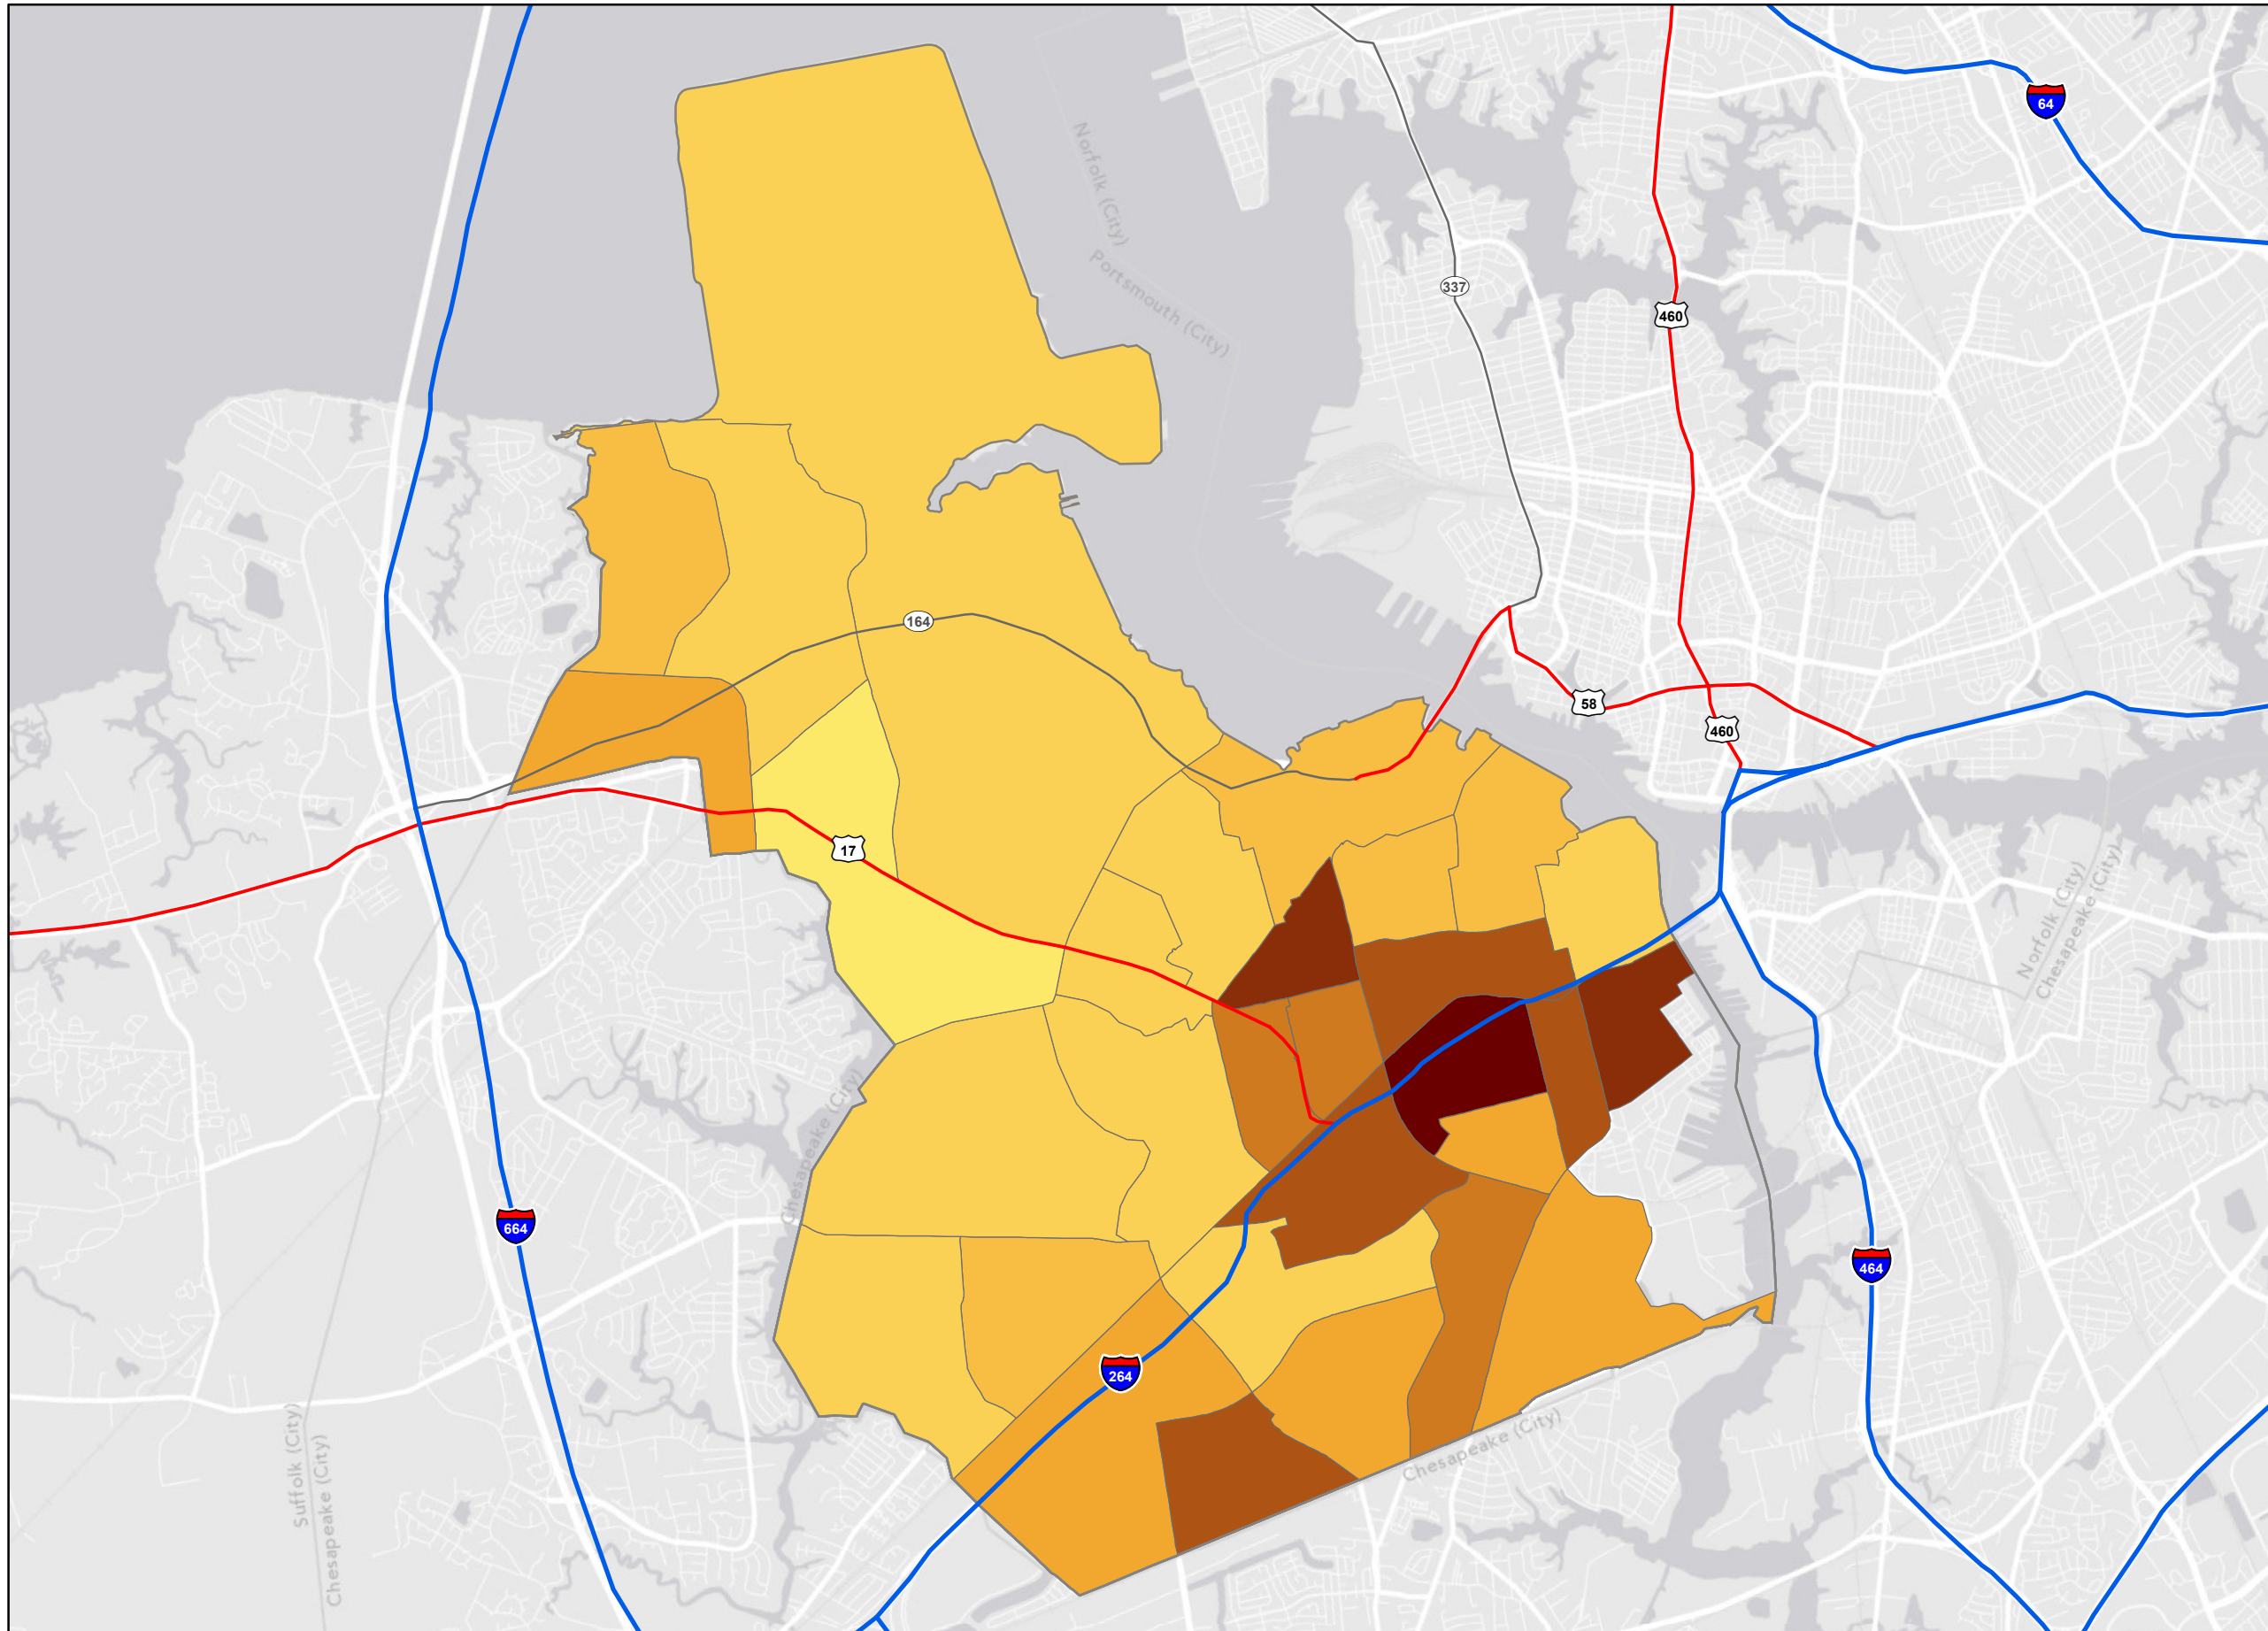 64
Norfolk (City)
Portsmouth (City)
337
460
164
58
460
17
Norfolk (City)
Chesapeake (City)
Chesapeake (City)
664
464
264
Chesapeake (City)
Suffolk (City)
Chesapeake (City)